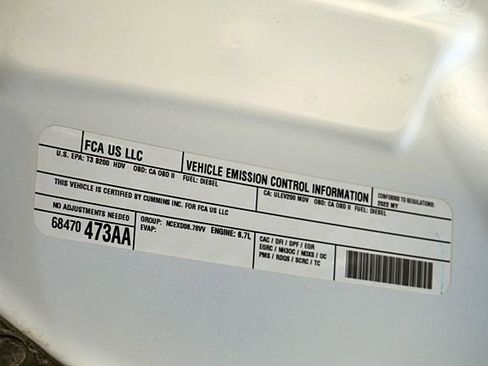 FCA US LLC
VEHICLE EMISSION CONTROL INFORMATION
CONFORMS TO REGULATIONS:
2022 MY
U.S. EPA: T3 B200 HDV OBD: CA OBD II FUEL: DIESEL
CA: ULEV200 MDV OBD: CA OBD II FUEL: DIESEL
THIS VEHICLE IS CERTIFIED BY CUMMINS INC. FOR FCA US LLC
NO ADJUSTMENTS NEEDED
68470 473AA
GROUP: NCEXD06.78VV ENGINE: 6.7L
EVAP:
CAC / DFI / DPF / EGR
EGRC / NH3OC / NOXS / OC
PMS / RDQS / SCRC / TC